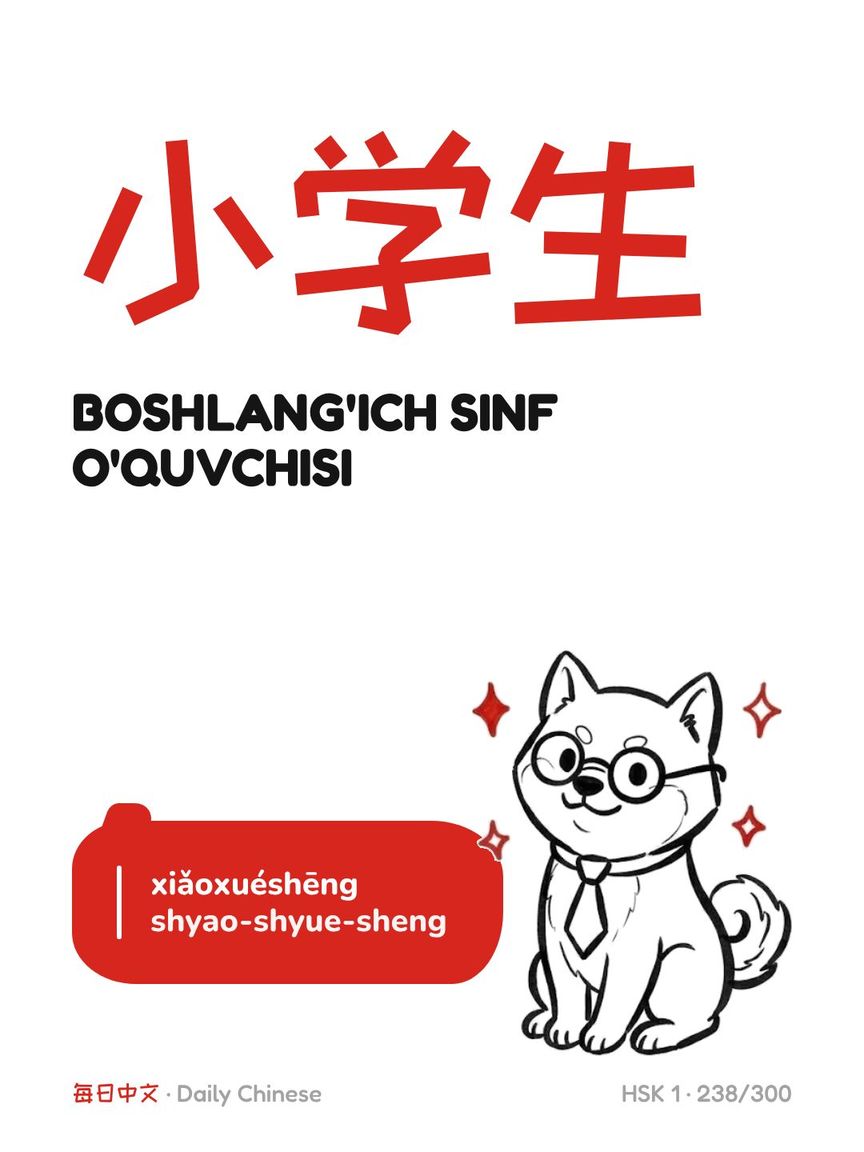 小学生
BOSHLANG'ICH SINF
O'QUVCHISI
xiǎoxuéshēng
shyao-shyue-sheng
每日中文 · Daily Chinese
HSK 1 · 238/300